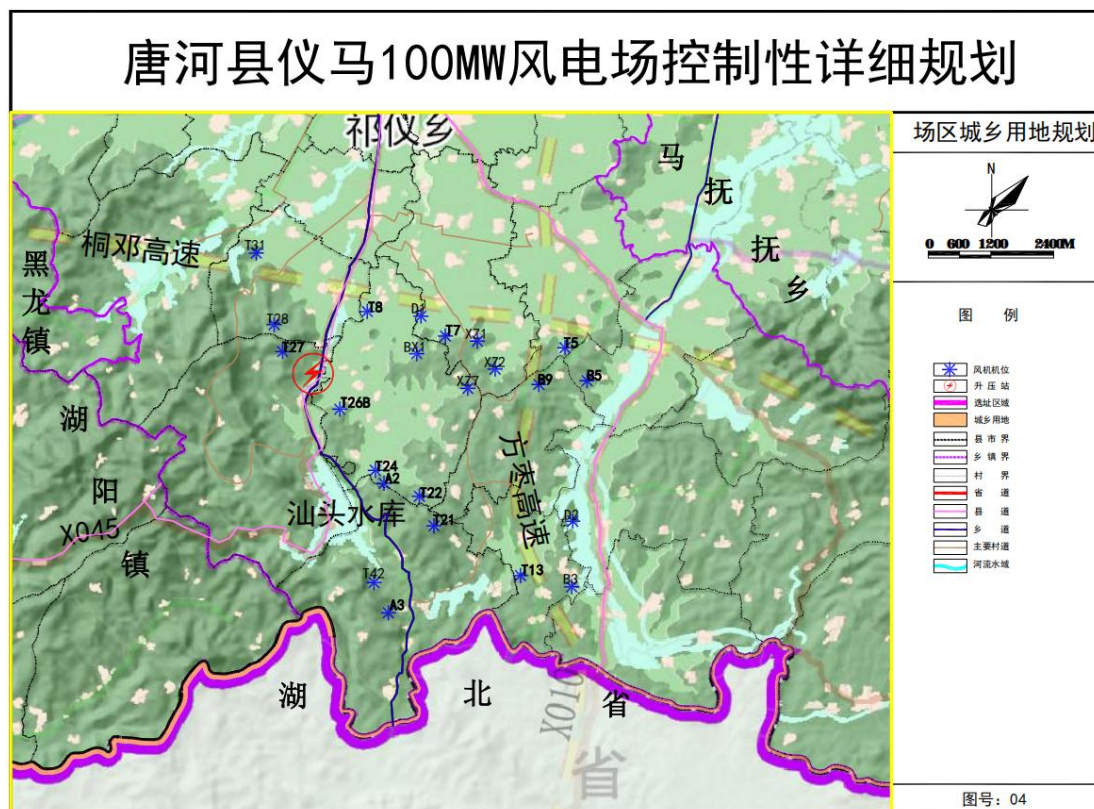 唐河县仪马100MW风电场控制性详细规划
场区城乡用地规划
N
0 600 1200 2400M
图 例
风机机位
升压站
选址区域
城乡用地
县市界
乡镇界
村界
省道
县道
乡道
主要村道
河流水域
图号：04
祁仪乡
马
抚
抚
乡
桐邓高速
黑
龙
镇
湖
阳
镇
X045
T31
T28
T27
T8
D1
T7
BX1
XZ1
XZ2
XZ7
T5
B9
B5
T26B
T24
A2
T22
T21
汕头水库
方枣高速
D2
T13
B3
T42
A3
湖
北
省
X010
省